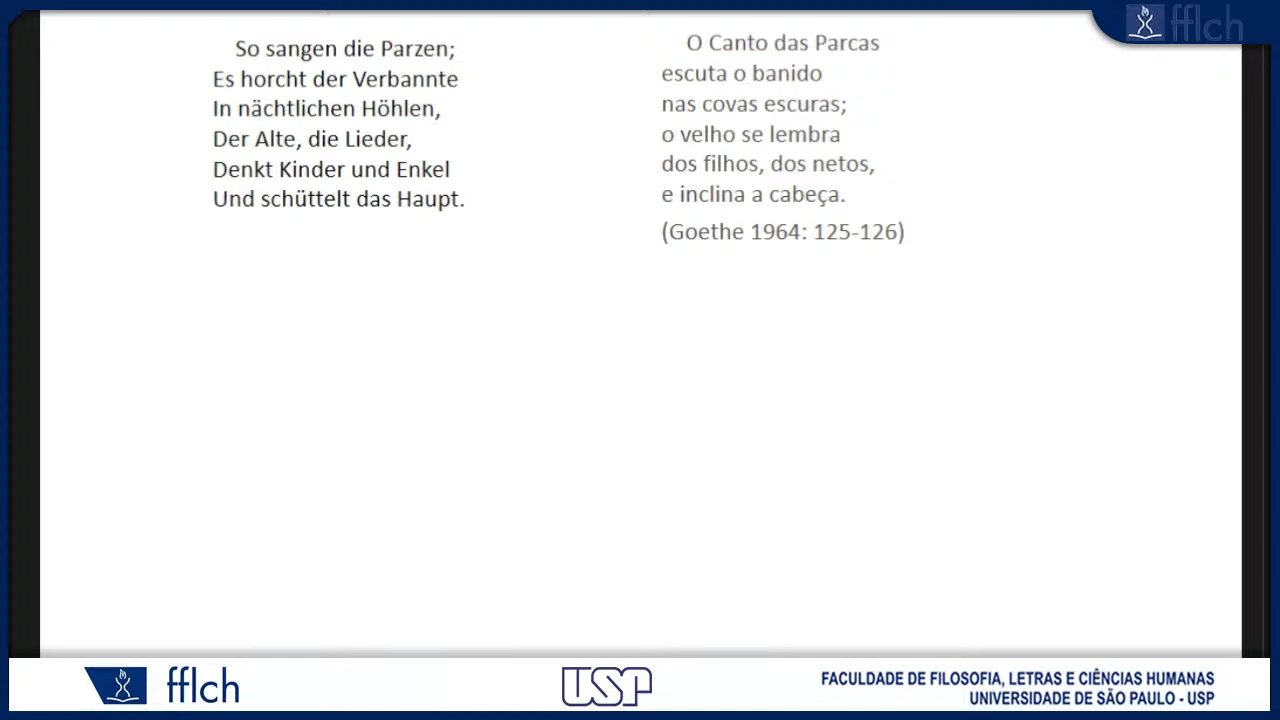 fflch
So sangen die Parzen;
Es horcht der Verbannte
In nächtlichen Höhlen,
Der Alte, die Lieder,
Denkt Kinder und Enkel
Und schüttelt das Haupt.
O Canto das Parcas
escuta o banido
nas covas escuras;
o velho se lembra
dos filhos, dos netos,
e inclina a cabeça.
(Goethe 1964: 125-126)
fflch
USP
FACULDADE DE FILOSOFIA, LETRAS E CIÊNCIAS HUMANAS
UNIVERSIDADE DE SÃO PAULO - USP